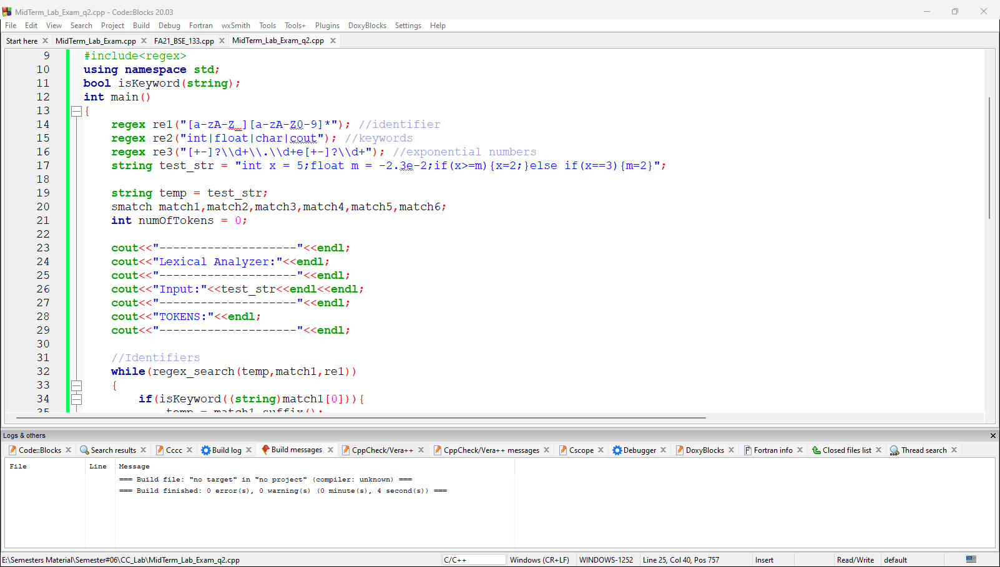 MidTerm_Lab_Exam_q2.cpp - Code::Blocks 20.03
File Edit View Search Project Build Debug Fortran wxSmith Tools Tools+ Plugins DoxyBlocks Settings Help
Start here MidTerm_Lab_Exam.cpp FA21_BSE_133.cpp MidTerm_Lab_Exam_q2.cpp
9 #include<regex>
10 using namespace std;
11 bool isKeyword(string);
12 int main()
13 {
14 regex re1("[a-zA-Z_][a-zA-Z0-9]*"); //identifier
15 regex re2("int|float|char|cout"); //keywords
16 regex re3("[+-]?\\d+\\.\\d+e[+-]?\\d+"); //exponential numbers
17 string test_str = "int x = 5;float m = -2.3e-2;if(x>=m){x=2;}else if(x==3){m=2}";
18
19 string temp = test_str;
20 smatch match1,match2,match3,match4,match5,match6;
21 int numOfTokens = 0;
22
23 cout<<"--------------------"<<endl;
24 cout<<"Lexical Analyzer:"<<endl;
25 cout<<"--------------------"<<endl;
26 cout<<"Input:"<<test_str<<endl<<endl;
27 cout<<"--------------------"<<endl;
28 cout<<"TOKENS:"<<endl;
29 cout<<"--------------------"<<endl;
30
31 //Identifiers
32 while(regex_search(temp,match1,re1))
33 {
34 if(isKeyword((string)match1[0])){
35 temp = match1.suffix();
Logs & others
Code::Blocks Search results Cccc Build log Build messages CppCheck/Vera++ CppCheck/Vera++ messages Cscope Debugger DoxyBlocks Fortran info Closed files list Thread search
File Line Message
=== Build file: "no target" in "no project" (compiler: unknown) ===
=== Build finished: 0 error(s), 0 warning(s) (0 minute(s), 4 second(s)) ===
E:\Semesters Material\Semester#06\CC_Lab\MidTerm_Lab_Exam_q2.cpp C/C++ Windows (CR+LF) WINDOWS-1252 Line 25, Col 40, Pos 757 Insert Read/Write default